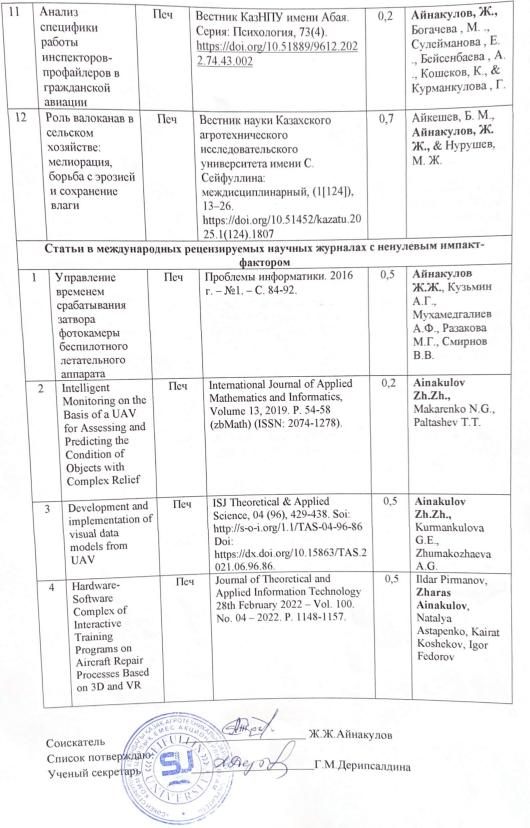 11 Анализ специфики работы инспекторов-профайлеров в гражданской авиации Печ Вестник КазНПУ имени Абая. Серия: Психология, 73(4). https://doi.org/10.51889/9612.2022.74.43.002 0,2 Айнакулов, Ж., Богачева , М. ., Сулейманова , Е. ., Бейсенбаева , А. ., Кошеков, К., & Курманкулова , Г.
12 Роль валоканав в сельском хозяйстве: мелиорация, борьба с эрозией и сохранение влаги Печ Вестник науки Казахского агротехнического исследовательского университета имени С. Сейфуллина: междисциплинарный, (1[124]), 13–26. https://doi.org/10.51452/kazatu.2025.1(124).1807 0,7 Айкешев, Б. М., Айнакулов, Ж. Ж., & Нурушев, М. Ж.
Статьи в международных рецензируемых научных журналах с ненулевым импакт-фактором
1 Управление временем срабатывания затвора фотокамеры беспилотного летательного аппарата Печ Проблемы информатики. 2016 г. – №1. – С. 84-92. 0,5 Айнакулов Ж.Ж., Кузьмин А.Г., Мухамедгалиев А.Ф., Разакова М.Г., Смирнов В.В.
2 Intelligent Monitoring on the Basis of a UAV for Assessing and Predicting the Condition of Objects with Complex Relief Печ International Journal of Applied Mathematics and Informatics, Volume 13, 2019. P. 54-58 (zbMath) (ISSN: 2074-1278). 0,2 Ainakulov Zh.Zh., Makarenko N.G., Paltashev T.T.
3 Development and implementation of visual data models from UAV Печ ISJ Theoretical & Applied Science, 04 (96), 429-438. Soi: http://s-o-i.org/1.1/TAS-04-96-86 Doi: https://dx.doi.org/10.15863/TAS.2021.06.96.86. 0,5 Ainakulov Zh.Zh., Kurmankulova G.E., Zhumakozhaeva A.G.
4 Hardware-Software Complex of Interactive Training Programs on Aircraft Repair Processes Based on 3D and VR Печ Journal of Theoretical and Applied Information Technology 28th February 2022 – Vol. 100. No. 04 – 2022. P. 1148-1157. 0,5 Ildar Pirmanov, Zharas Ainakulov, Natalya Astapenko, Kairat Koshekov, Igor Fedorov
Соискатель Ж.Ж.Айнакулов
Список потверждаю:
Ученый секретарь Г.М.Дерипсалдина